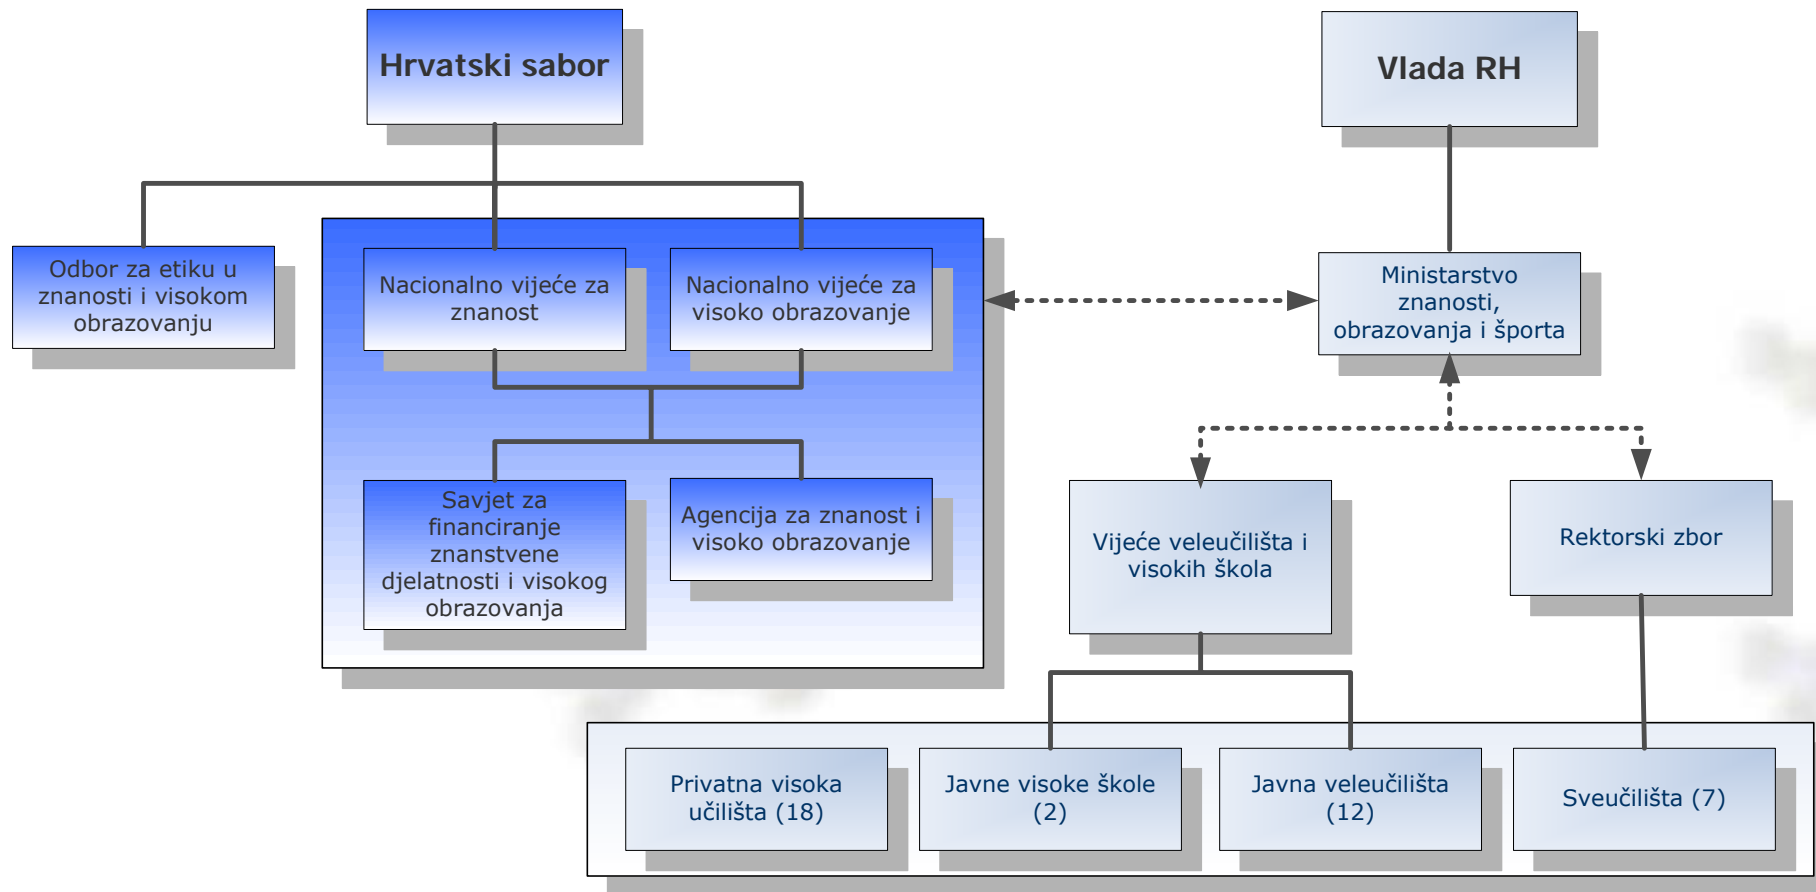 Hrvatski sabor
Vlada RH
Odbor za etiku u
znanosti i visokom
obrazovanju
Nacionalno vijeće za
znanost
Nacionalno vijeće za
visoko obrazovanje
Ministarstvo
znanosti,
obrazovanja i športa
Savjet za
financiranje
znanstvene
djelatnosti i visokog
obrazovanja
Agencija za znanost i
visoko obrazovanje
Vijeće veleučilišta i
visokih škola
Rektorski zbor
Privatna visoka
učilišta (18)
Javne visoke škole
(2)
Javna veleučilišta
(12)
Sveučilišta (7)